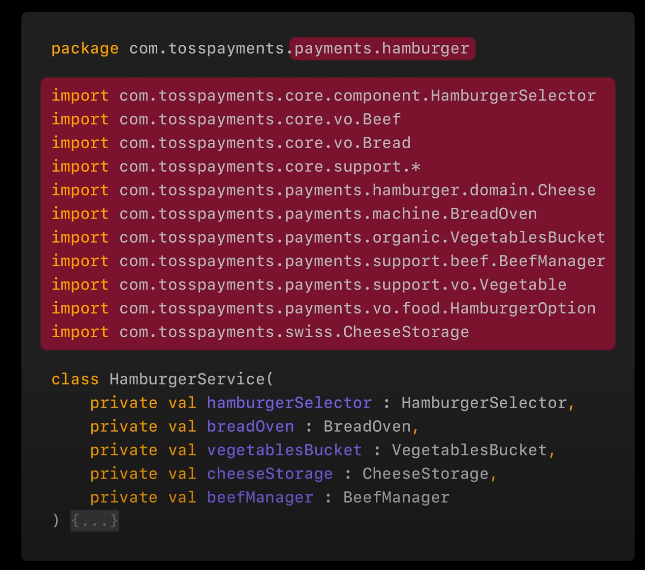 package com.tosspayments.payments.hamburger
import com.tosspayments.core.component.HamburgerSelector
import com.tosspayments.core.vo.Beef
import com.tosspayments.core.vo.Bread
import com.tosspayments.core.support.*
import com.tosspayments.payments.hamburger.domain.Cheese
import com.tosspayments.payments.machine.BreadOven
import com.tosspayments.payments.organic.VegetablesBucket
import com.tosspayments.payments.support.beef.BeefManager
import com.tosspayments.payments.support.vo.Vegetable
import com.tosspayments.payments.vo.food.HamburgerOption
import com.tosspayments.swiss.CheeseStorage
class HamburgerService(
    private val hamburgerSelector : HamburgerSelector,
    private val breadOven : BreadOven,
    private val vegetablesBucket : VegetablesBucket,
    private val cheeseStorage : CheeseStorage,
    private val beefManager : BeefManager
) {...}